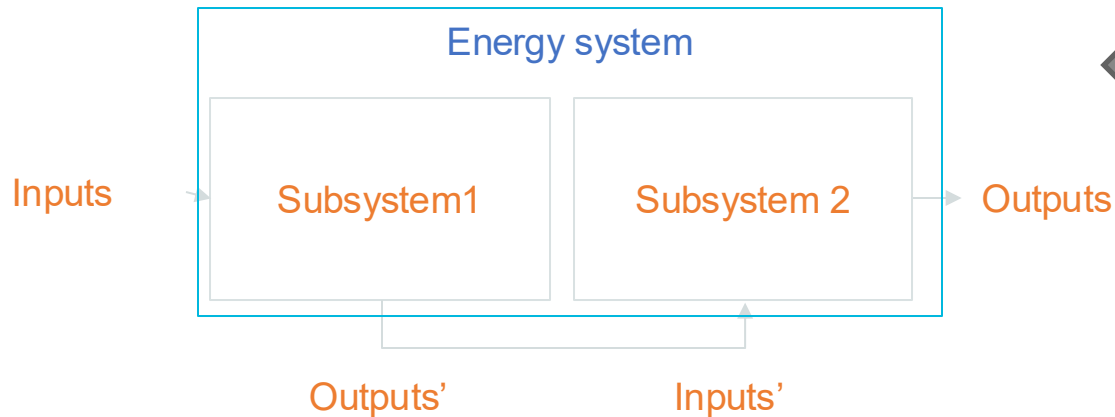 Energy system
Inputs
Subsystem1
Subsystem 2
Outputs
Outputs’
Inputs’